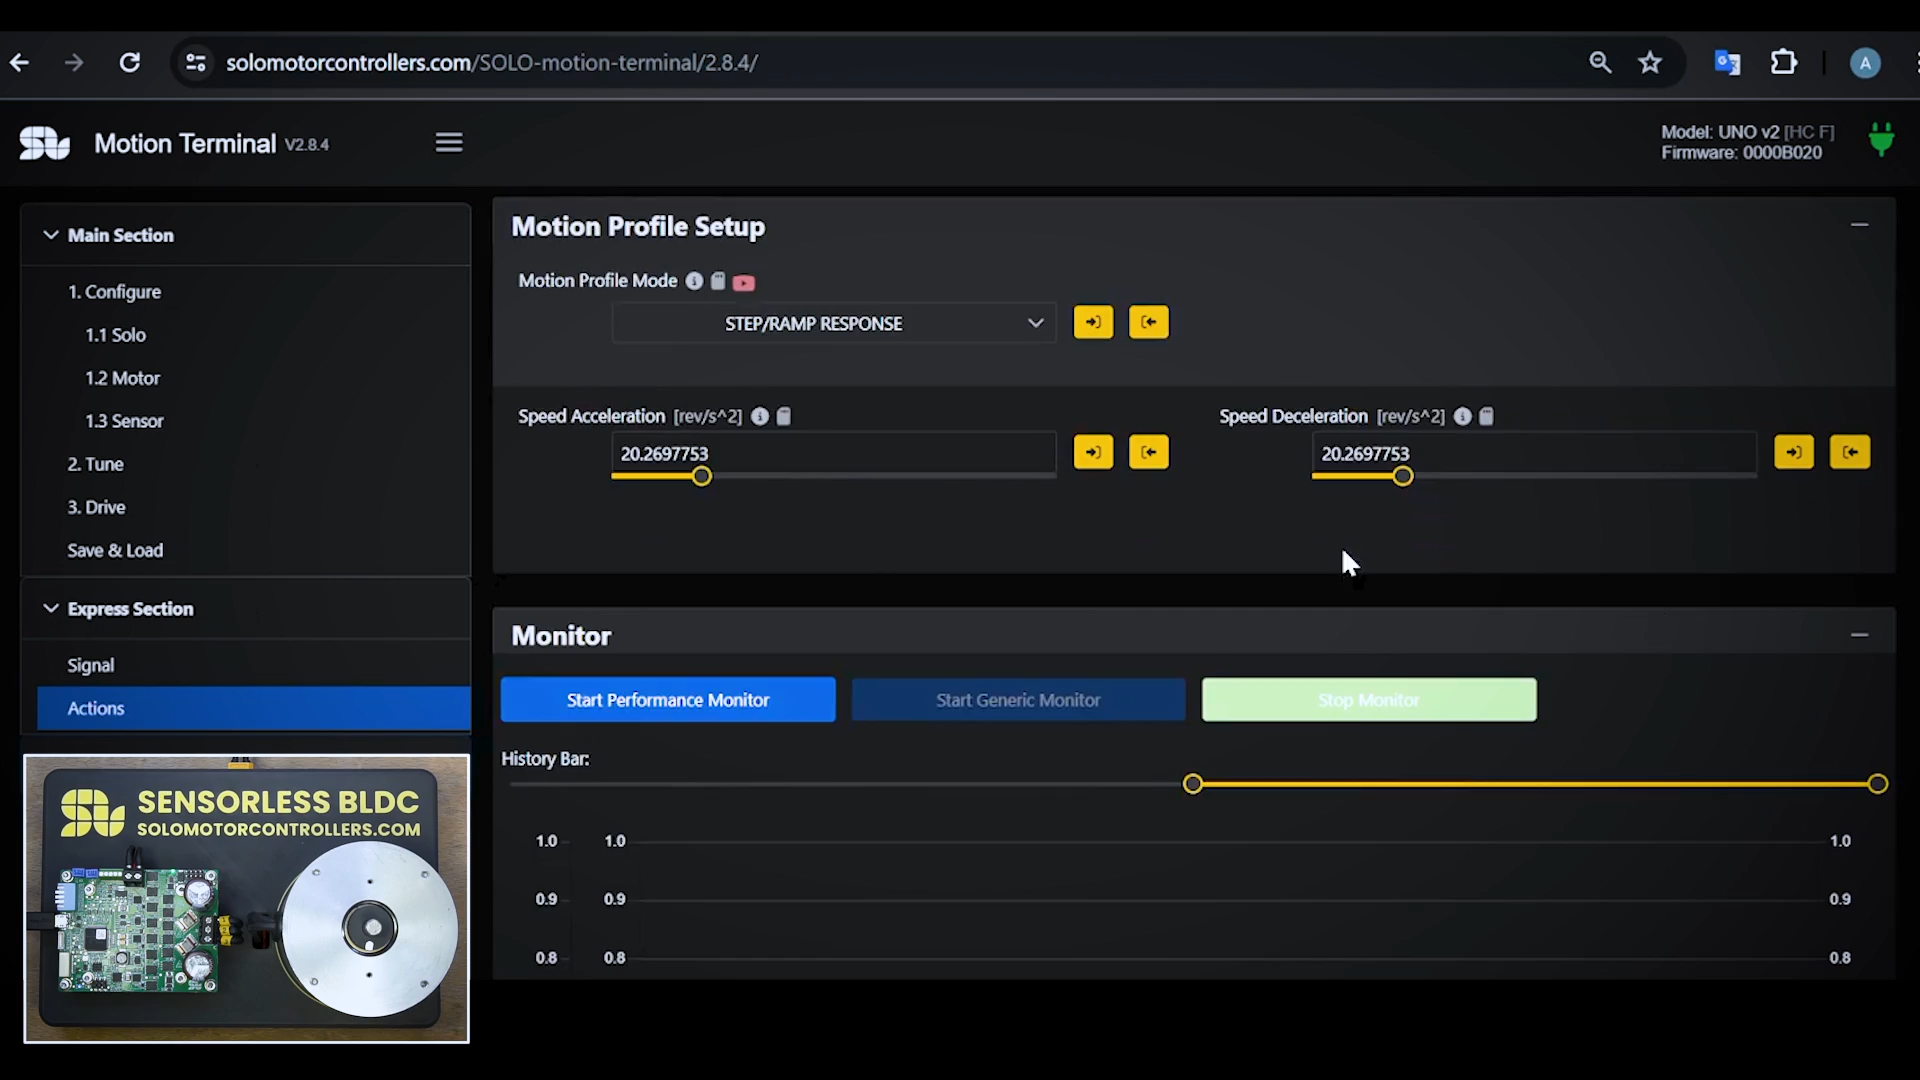 solomotorcontrollers.com/SOLO-motion-terminal/2.8.4/
A
Motion Terminal V2.8.4
Model: UNO v2 [HC F]
Firmware: 0000B020
Main Section
1. Configure
1.1 Solo
1.2 Motor
1.3 Sensor
2. Tune
3. Drive
Save & Load
Express Section
Signal
Actions
Motion Profile Setup
Motion Profile Mode
STEP/RAMP RESPONSE
Speed Acceleration [rev/s^2]
20.2697753
Speed Deceleration [rev/s^2]
20.2697753
Monitor
Start Performance Monitor
Start Generic Monitor
Stop Monitor
History Bar:
1.0 1.0 1.0
0.9 0.9 0.9
0.8 0.8 0.8
SENSORLESS BLDC
SOLOMOTORCONTROLLERS.COM